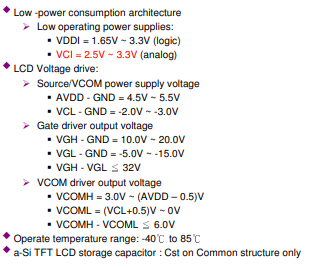 ◆ Low -power consumption architecture
➢ Low operating power supplies:
▪ VDDI = 1.65V ~ 3.3V (logic)
▪ VCI = 2.5V ~ 3.3V (analog)
◆ LCD Voltage drive:
➢ Source/VCOM power supply voltage
▪ AVDD - GND = 4.5V ~ 5.5V
▪ VCL - GND = -2.0V ~ -3.0V
➢ Gate driver output voltage
▪ VGH - GND = 10.0V ~ 20.0V
▪ VGL - GND = -5.0V ~ -15.0V
▪ VGH - VGL ≦ 32V
➢ VCOM driver output voltage
▪ VCOMH = 3.0V ~ (AVDD – 0.5)V
▪ VCOML = (VCL+0.5)V ~ 0V
▪ VCOMH - VCOML ≦ 6.0V
◆ Operate temperature range: -40℃ to 85℃
◆ a-Si TFT LCD storage capacitor : Cst on Common structure only